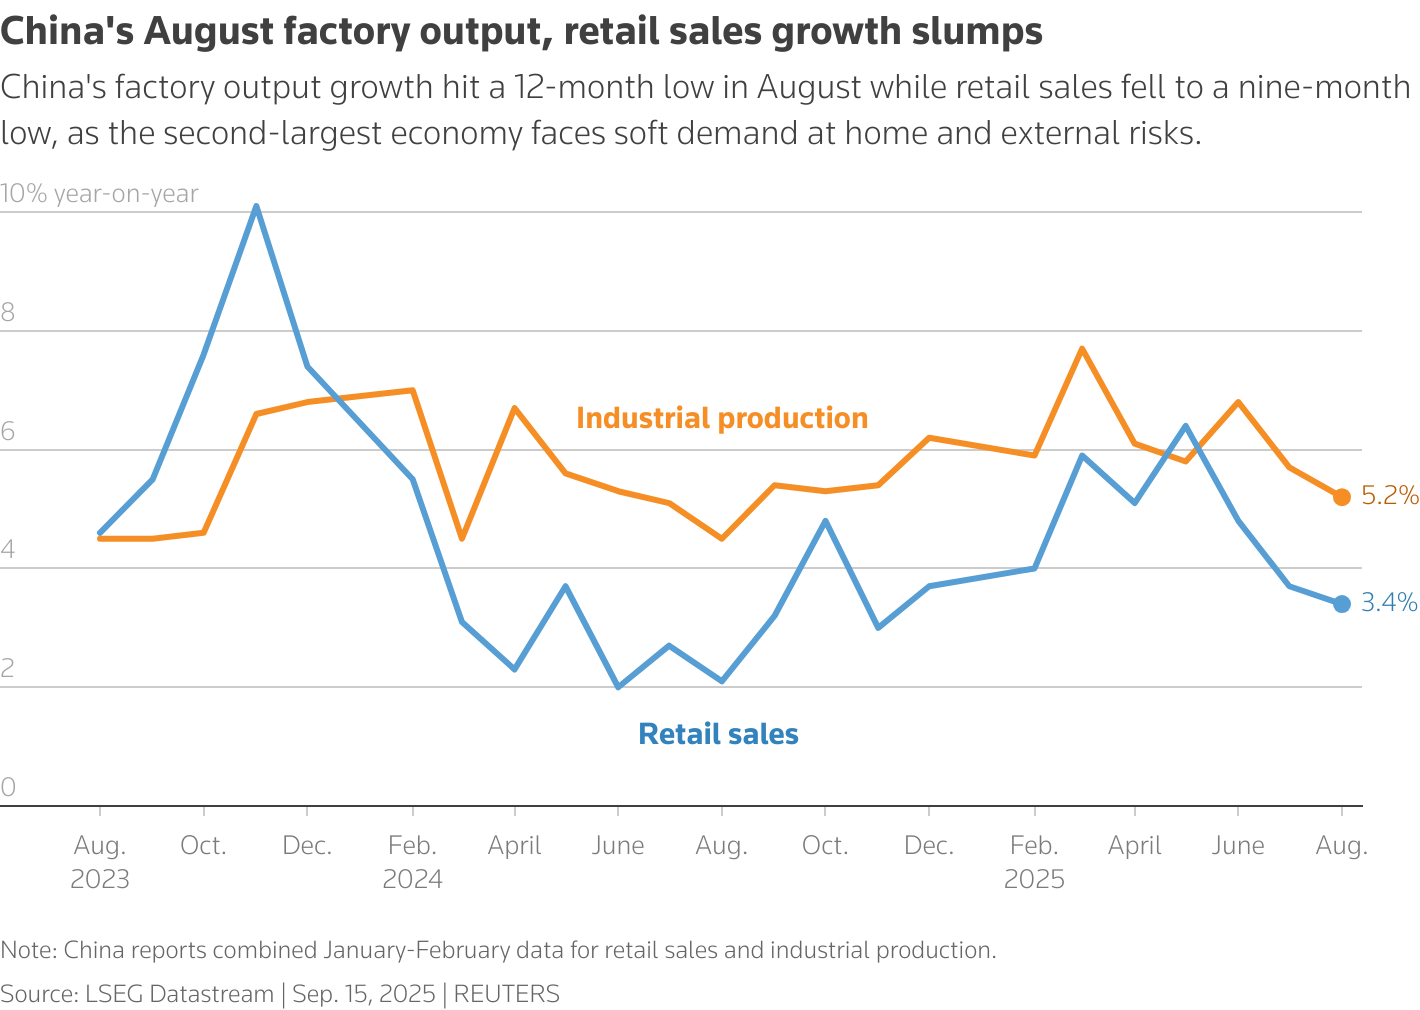 China's August factory output, retail sales growth slumps
China's factory output growth hit a 12-month low in August while retail sales fell to a nine-month
low, as the second-largest economy faces soft demand at home and external risks.
10% year-on-year
8
6
4
2
0
Industrial production
Retail sales
5.2%
3.4%
Aug. Oct. Dec. Feb. April June Aug. Oct. Dec. Feb. April June Aug.
2023 2024 2025
Note: China reports combined January-February data for retail sales and industrial production.
Source: LSEG Datastream | Sep. 15, 2025 | REUTERS